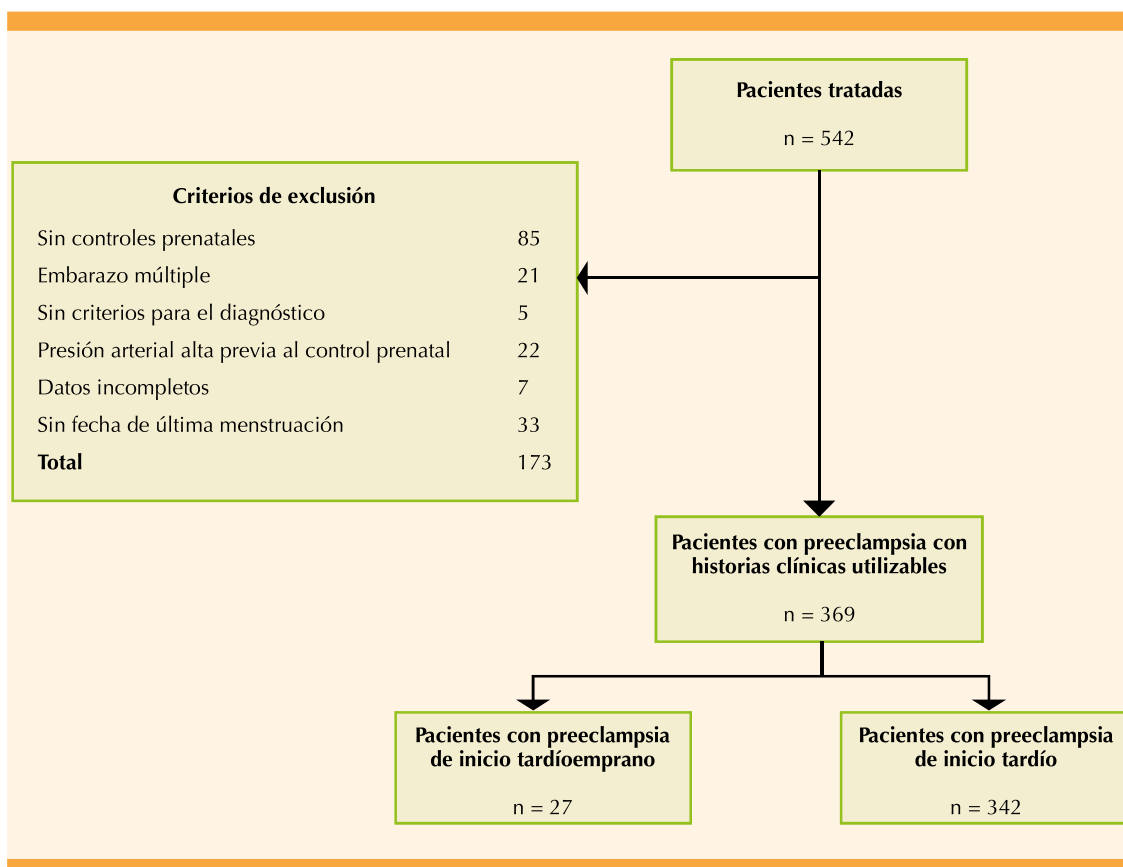 Pacientes tratadas
n = 542
Criterios de exclusión
Sin controles prenatales 85
Embarazo múltiple 21
Sin criterios para el diagnóstico 5
Presión arterial alta previa al control prenatal 22
Datos incompletos 7
Sin fecha de última menstruación 33
Total 173
Pacientes con preeclampsia con
historias clínicas utilizables
n = 369
Pacientes con preeclampsia
de inicio tardíoemprano
n = 27
Pacientes con preeclampsia
de inicio tardío
n = 342